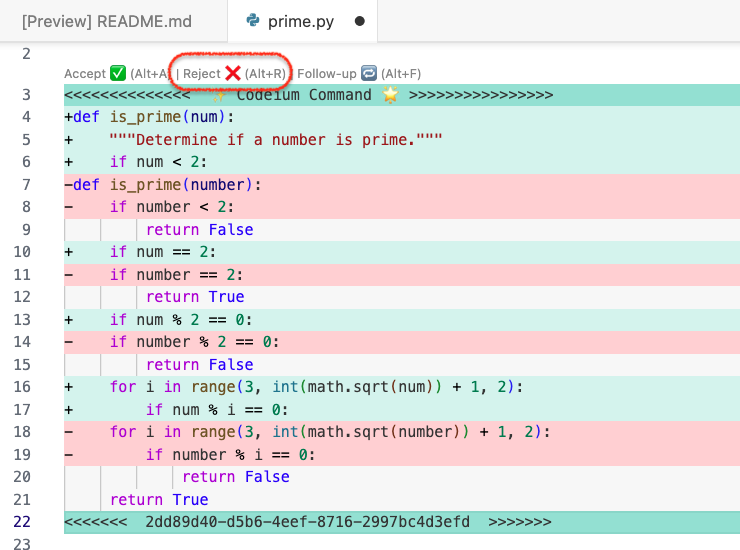 [Preview] README.md prime.py
2
Accept ✅ (Alt+A) | Reject ❌ (Alt+R) | Follow-up 🔁 (Alt+F)
3 <<<<<<<<<<<<<< ✨ Codeium Command 🌟 >>>>>>>>>>>>>>>>
4 +def is_prime(num):
5 +    """Determine if a number is prime."""
6 +    if num < 2:
7 -def is_prime(number):
8 -    if number < 2:
9         return False
10 +    if num == 2:
11 -    if number == 2:
12         return True
13 +    if num % 2 == 0:
14 -    if number % 2 == 0:
15         return False
16 +    for i in range(3, int(math.sqrt(num)) + 1, 2):
17 +        if num % i == 0:
18 -    for i in range(3, int(math.sqrt(number)) + 1, 2):
19 -        if number % i == 0:
20             return False
21     return True
22 <<<<<<< 2dd89d40-d5b6-4eef-8716-2997bc4d3efd >>>>>>>
23